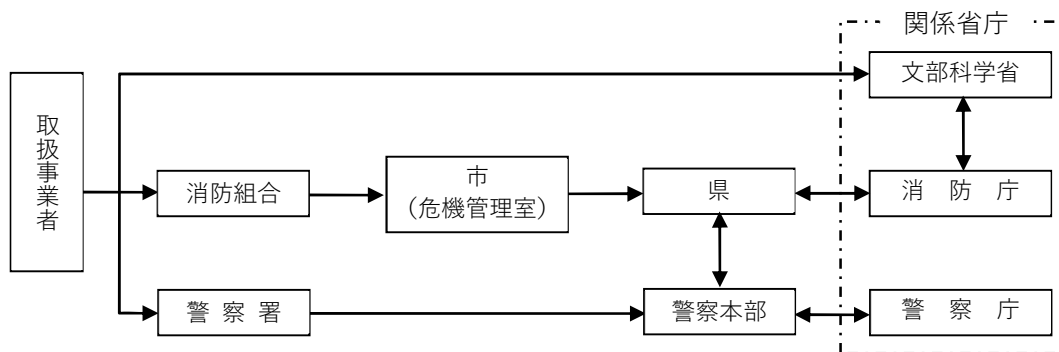 関係省庁
文部科学省
取扱事業者
消防組合
市
（危機管理室）
県
消　防　庁
警 察 署
警察本部
警　察　庁